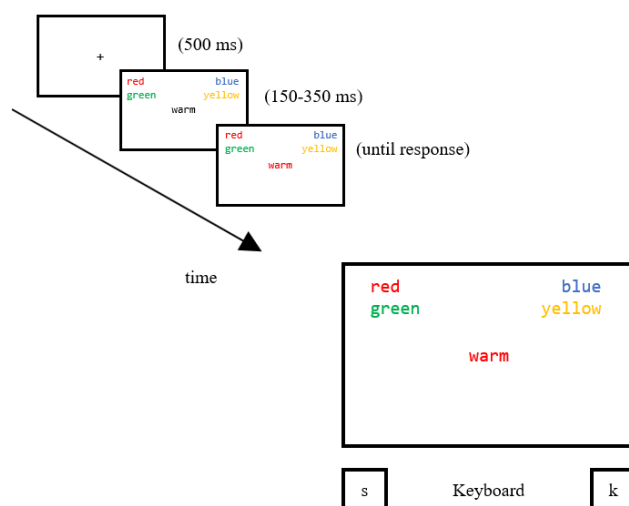 +
(500 ms)
red blue
green yellow
warm
(150-350 ms)
red blue
green yellow
warm
(until response)
time
red blue
green yellow
warm
s Keyboard k